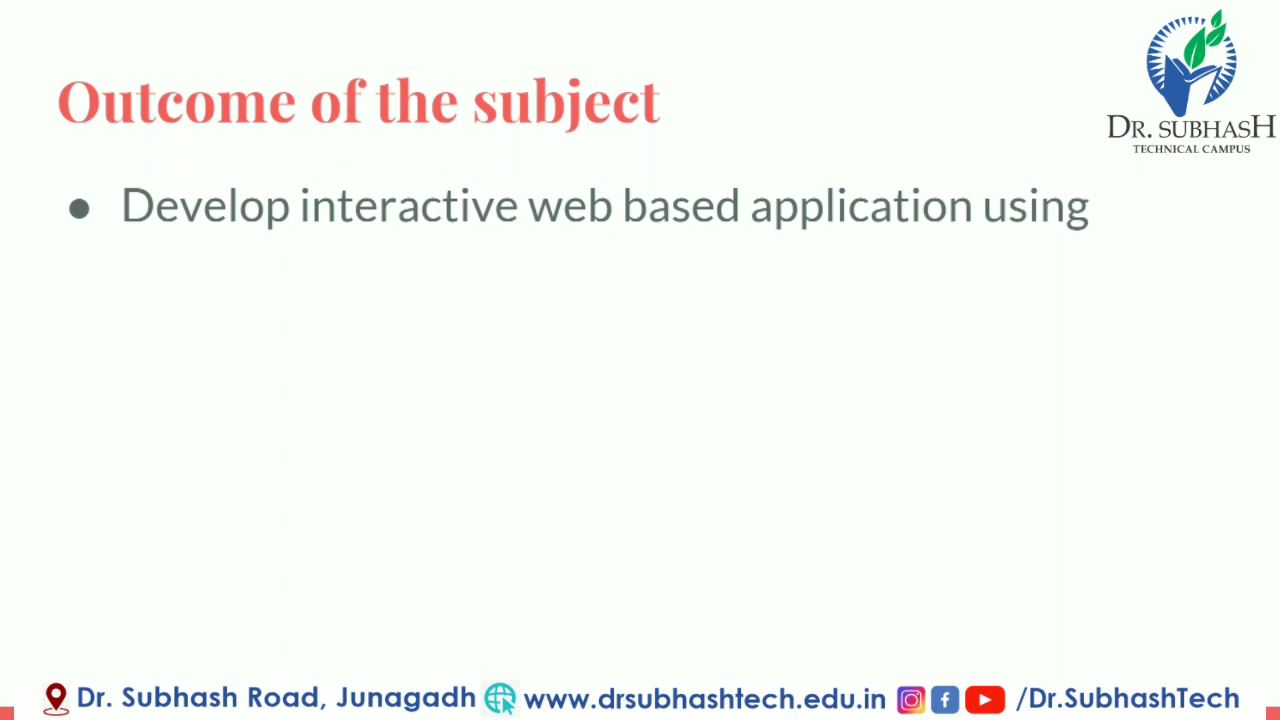 DR. SUBHASH
TECHNICAL CAMPUS
Outcome of the subject
● Develop interactive web based application using
Dr. Subhash Road, Junagadh www.drsubhashtech.edu.in /Dr.SubhashTech